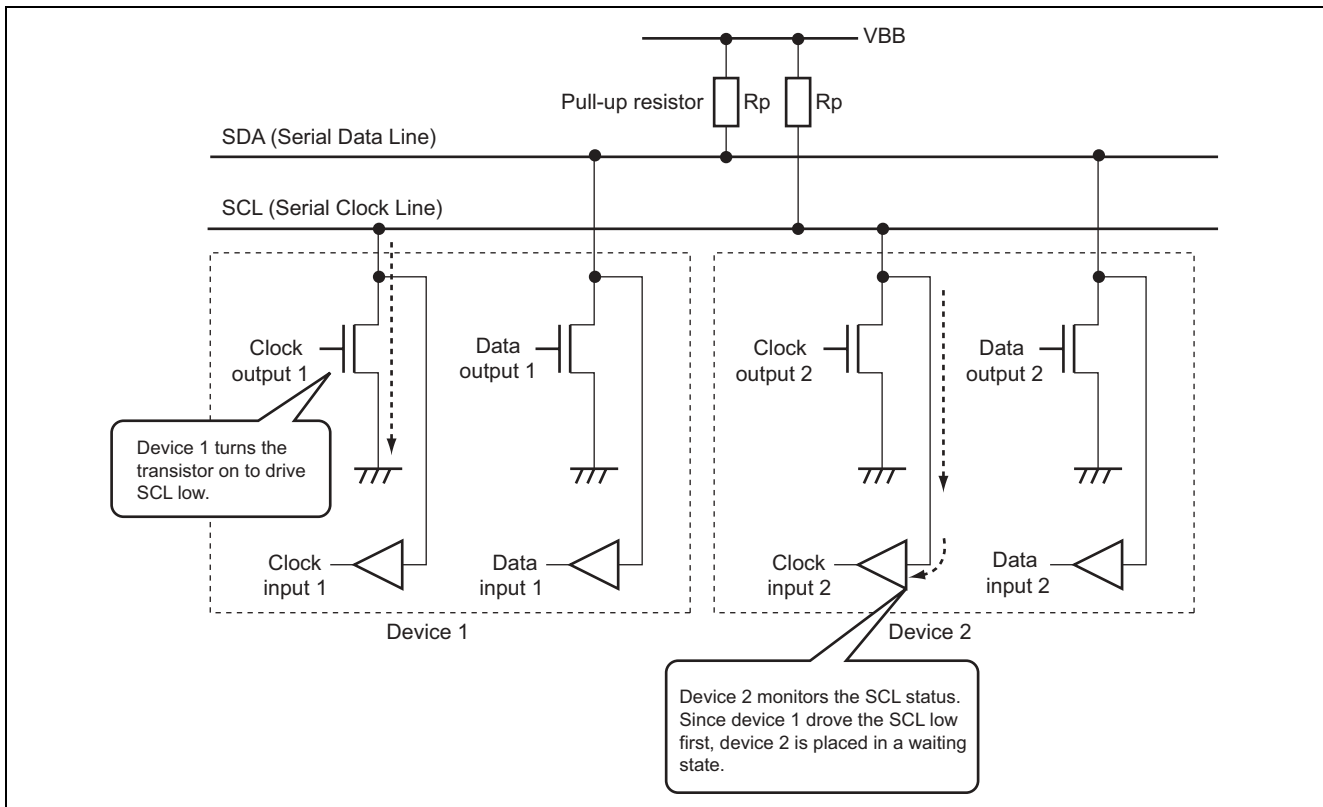 VBB
Pull-up resistor
Rp
Rp
SDA (Serial Data Line)
SCL (Serial Clock Line)
Clock
output 1
Data
output 1
Clock
output 2
Data
output 2
Device 1 turns the
transistor on to drive
SCL low.
Clock
input 1
Data
input 1
Clock
input 2
Data
input 2
Device 1
Device 2
Device 2 monitors the SCL status.
Since device 1 drove the SCL low
first, device 2 is placed in a waiting
state.